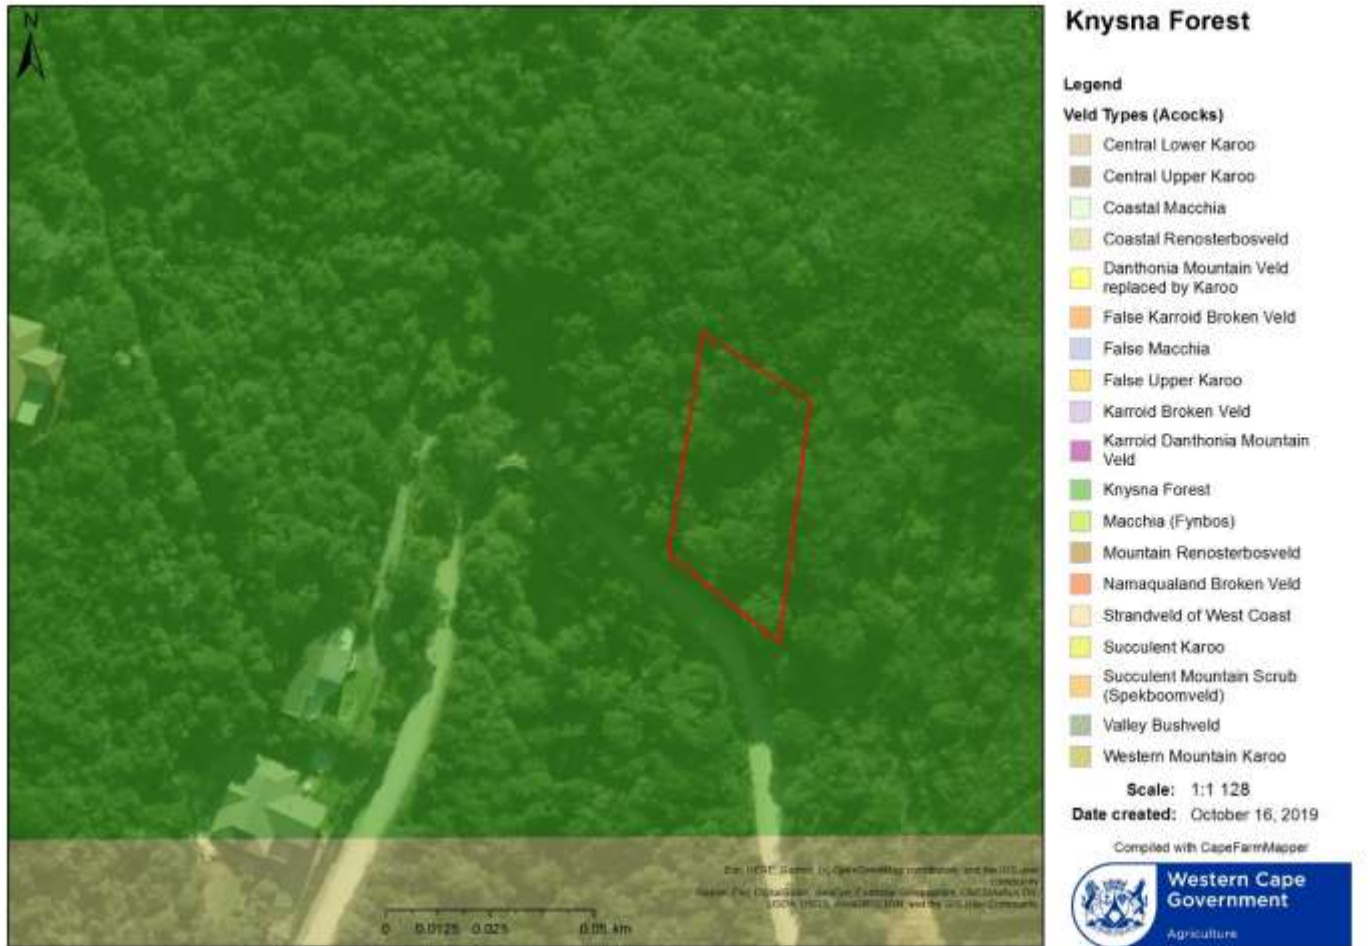 N
Knysna Forest
Legend
Veld Types (Acocks)
Central Lower Karoo
Central Upper Karoo
Coastal Macchia
Coastal Renosterbosveld
Danthonia Mountain Veld
replaced by Karoo
False Karroid Broken Veld
False Macchia
False Upper Karoo
Karroid Broken Veld
Karroid Danthonia Mountain
Veld
Knysna Forest
Macchia (Fynbos)
Mountain Renosterbosveld
Namaqualand Broken Veld
Strandveld of West Coast
Succulent Karoo
Succulent Mountain Scrub
(Spekboomveld)
Valley Bushveld
Western Mountain Karoo
Scale: 1:1 128
Date created: October 16, 2019
Compiled with CapeFarmMapper
Western Cape
Government
Agriculture
0 0.0125 0.025 0.05 km